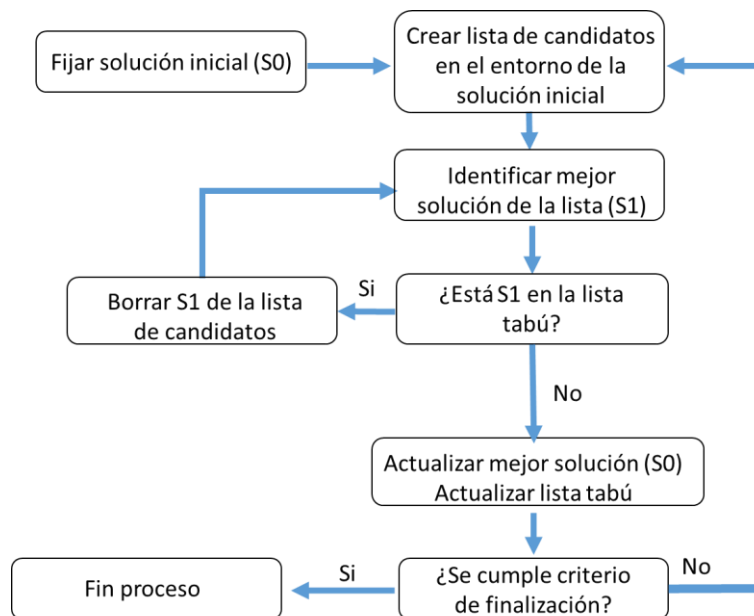 Fijar solución inicial (S0)
Crear lista de candidatos
en el entorno de la
solución inicial
Identificar mejor
solución de la lista (S1)
¿Está S1 en la lista
tabú?
Si
Borrar S1 de la lista
de candidatos
No
Actualizar mejor solución (S0)
Actualizar lista tabú
¿Se cumple criterio
de finalización?
No
Si
Fin proceso